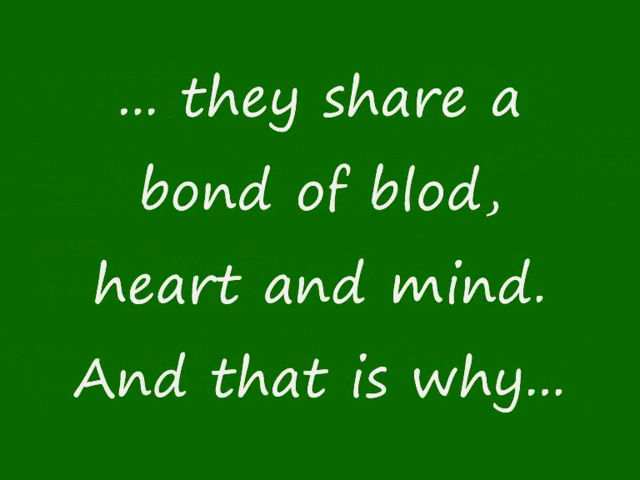 ... they share a
bond of blod,
heart and mind.
And that is why...